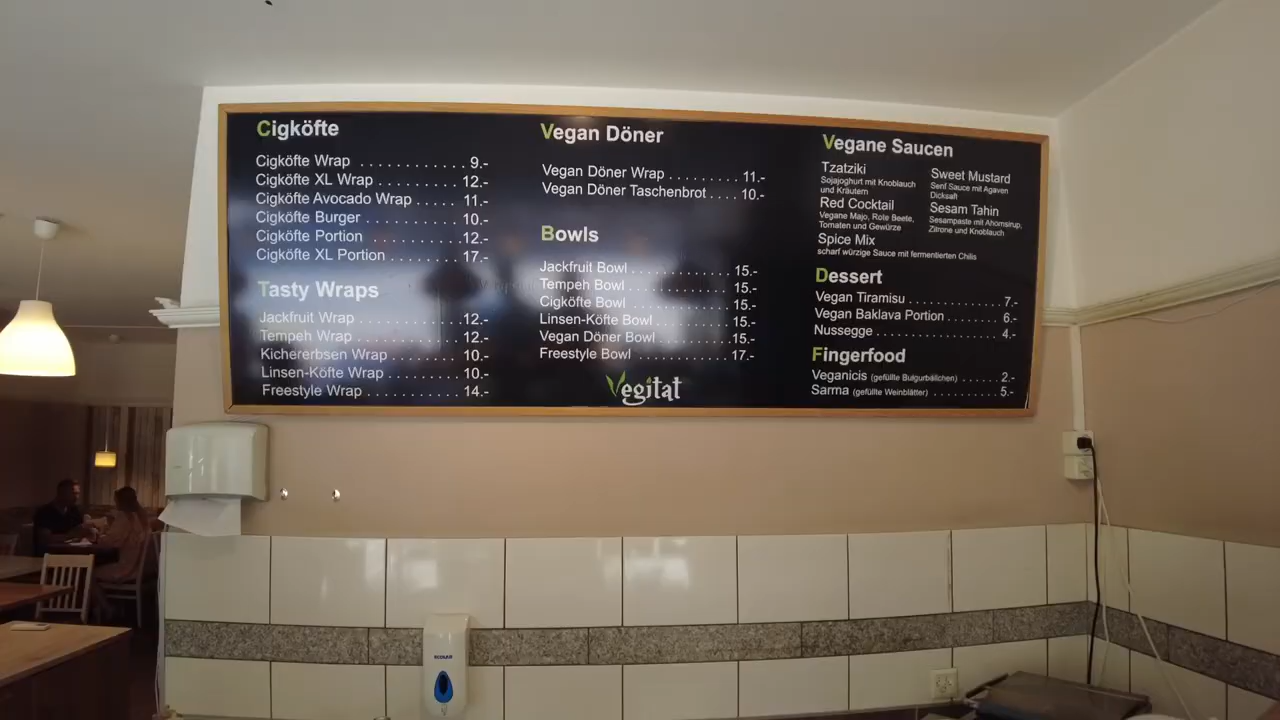 Cigköfte
Cigköfte Wrap . . . . . . . . . . . 9.-
Cigköfte XL Wrap . . . . . . . . . 12.-
Cigköfte Avocado Wrap . . . . . 11.-
Cigköfte Burger . . . . . . . . . . 10.-
Cigköfte Portion . . . . . . . . . . 12.-
Cigköfte XL Portion . . . . . . . . 17.-
Tasty Wraps
Jackfruit Wrap . . . . . . . . . . . 12.-
Tempeh Wrap . . . . . . . . . . . 12.-
Kichererbsen Wrap . . . . . . . . 10.-
Linsen-Köfte Wrap . . . . . . . . 10.-
Freestyle Wrap . . . . . . . . . . 14.-
Vegan Döner
Vegan Döner Wrap . . . . . . . . . 11.-
Vegan Döner Taschenbrot . . . . 10.-
Bowls
Jackfruit Bowl . . . . . . . . . . . 15.-
Tempeh Bowl . . . . . . . . . . . 15.-
Cigköfte Bowl . . . . . . . . . . . 15.-
Linsen-Köfte Bowl . . . . . . . . 15.-
Vegan Döner Bowl . . . . . . . . 15.-
Freestyle Bowl . . . . . . . . . . 17.-
Vegitat
Vegane Saucen
Tzatziki
Sojajoghurt mit Knoblauch
und Kräutern
Red Cocktail
Vegane Majo, Rote Beete,
Tomaten und Gewürze
Spice Mix
scharf würzige Sauce mit fermentierten Chilis
Sweet Mustard
Senf Sauce mit Agaven
Dicksaft
Sesam Tahin
Sesampaste mit Ahornsirup,
Zitrone und Knoblauch
Dessert
Vegan Tiramisu . . . . . . . . . . . 7.-
Vegan Baklava Portion . . . . . . 6.-
Nussegge . . . . . . . . . . . . . . 4.-
Fingerfood
Veganicis (gefüllte Bulgurbällchen) . . . . . . 2.-
Sarma (gefüllte Weinblätter) . . . . . . . . . . 5.-